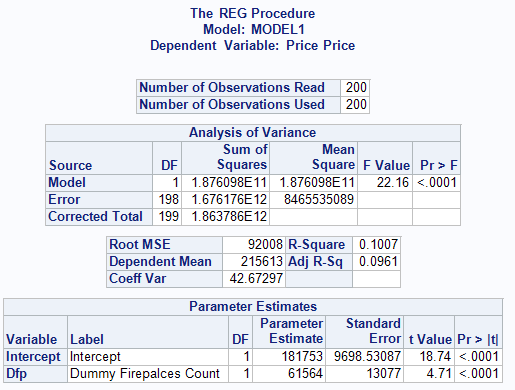 The REG Procedure
Model: MODEL1
Dependent Variable: Price Price
Number of Observations Read 200
Number of Observations Used 200
Analysis of Variance
Source DF Sum of Squares Mean Square F Value Pr > F
Model 1 1.876098E11 1.876098E11 22.16 <.0001
Error 198 1.676176E12 8465535089
Corrected Total 199 1.863786E12
Root MSE 92008 R-Square 0.1007
Dependent Mean 215613 Adj R-Sq 0.0961
Coeff Var 42.67297
Parameter Estimates
Variable Label DF Parameter Estimate Standard Error t Value Pr > |t|
Intercept Intercept 1 181753 9698.53087 18.74 <.0001
Dfp Dummy Firepalces Count 1 61564 13077 4.71 <.0001